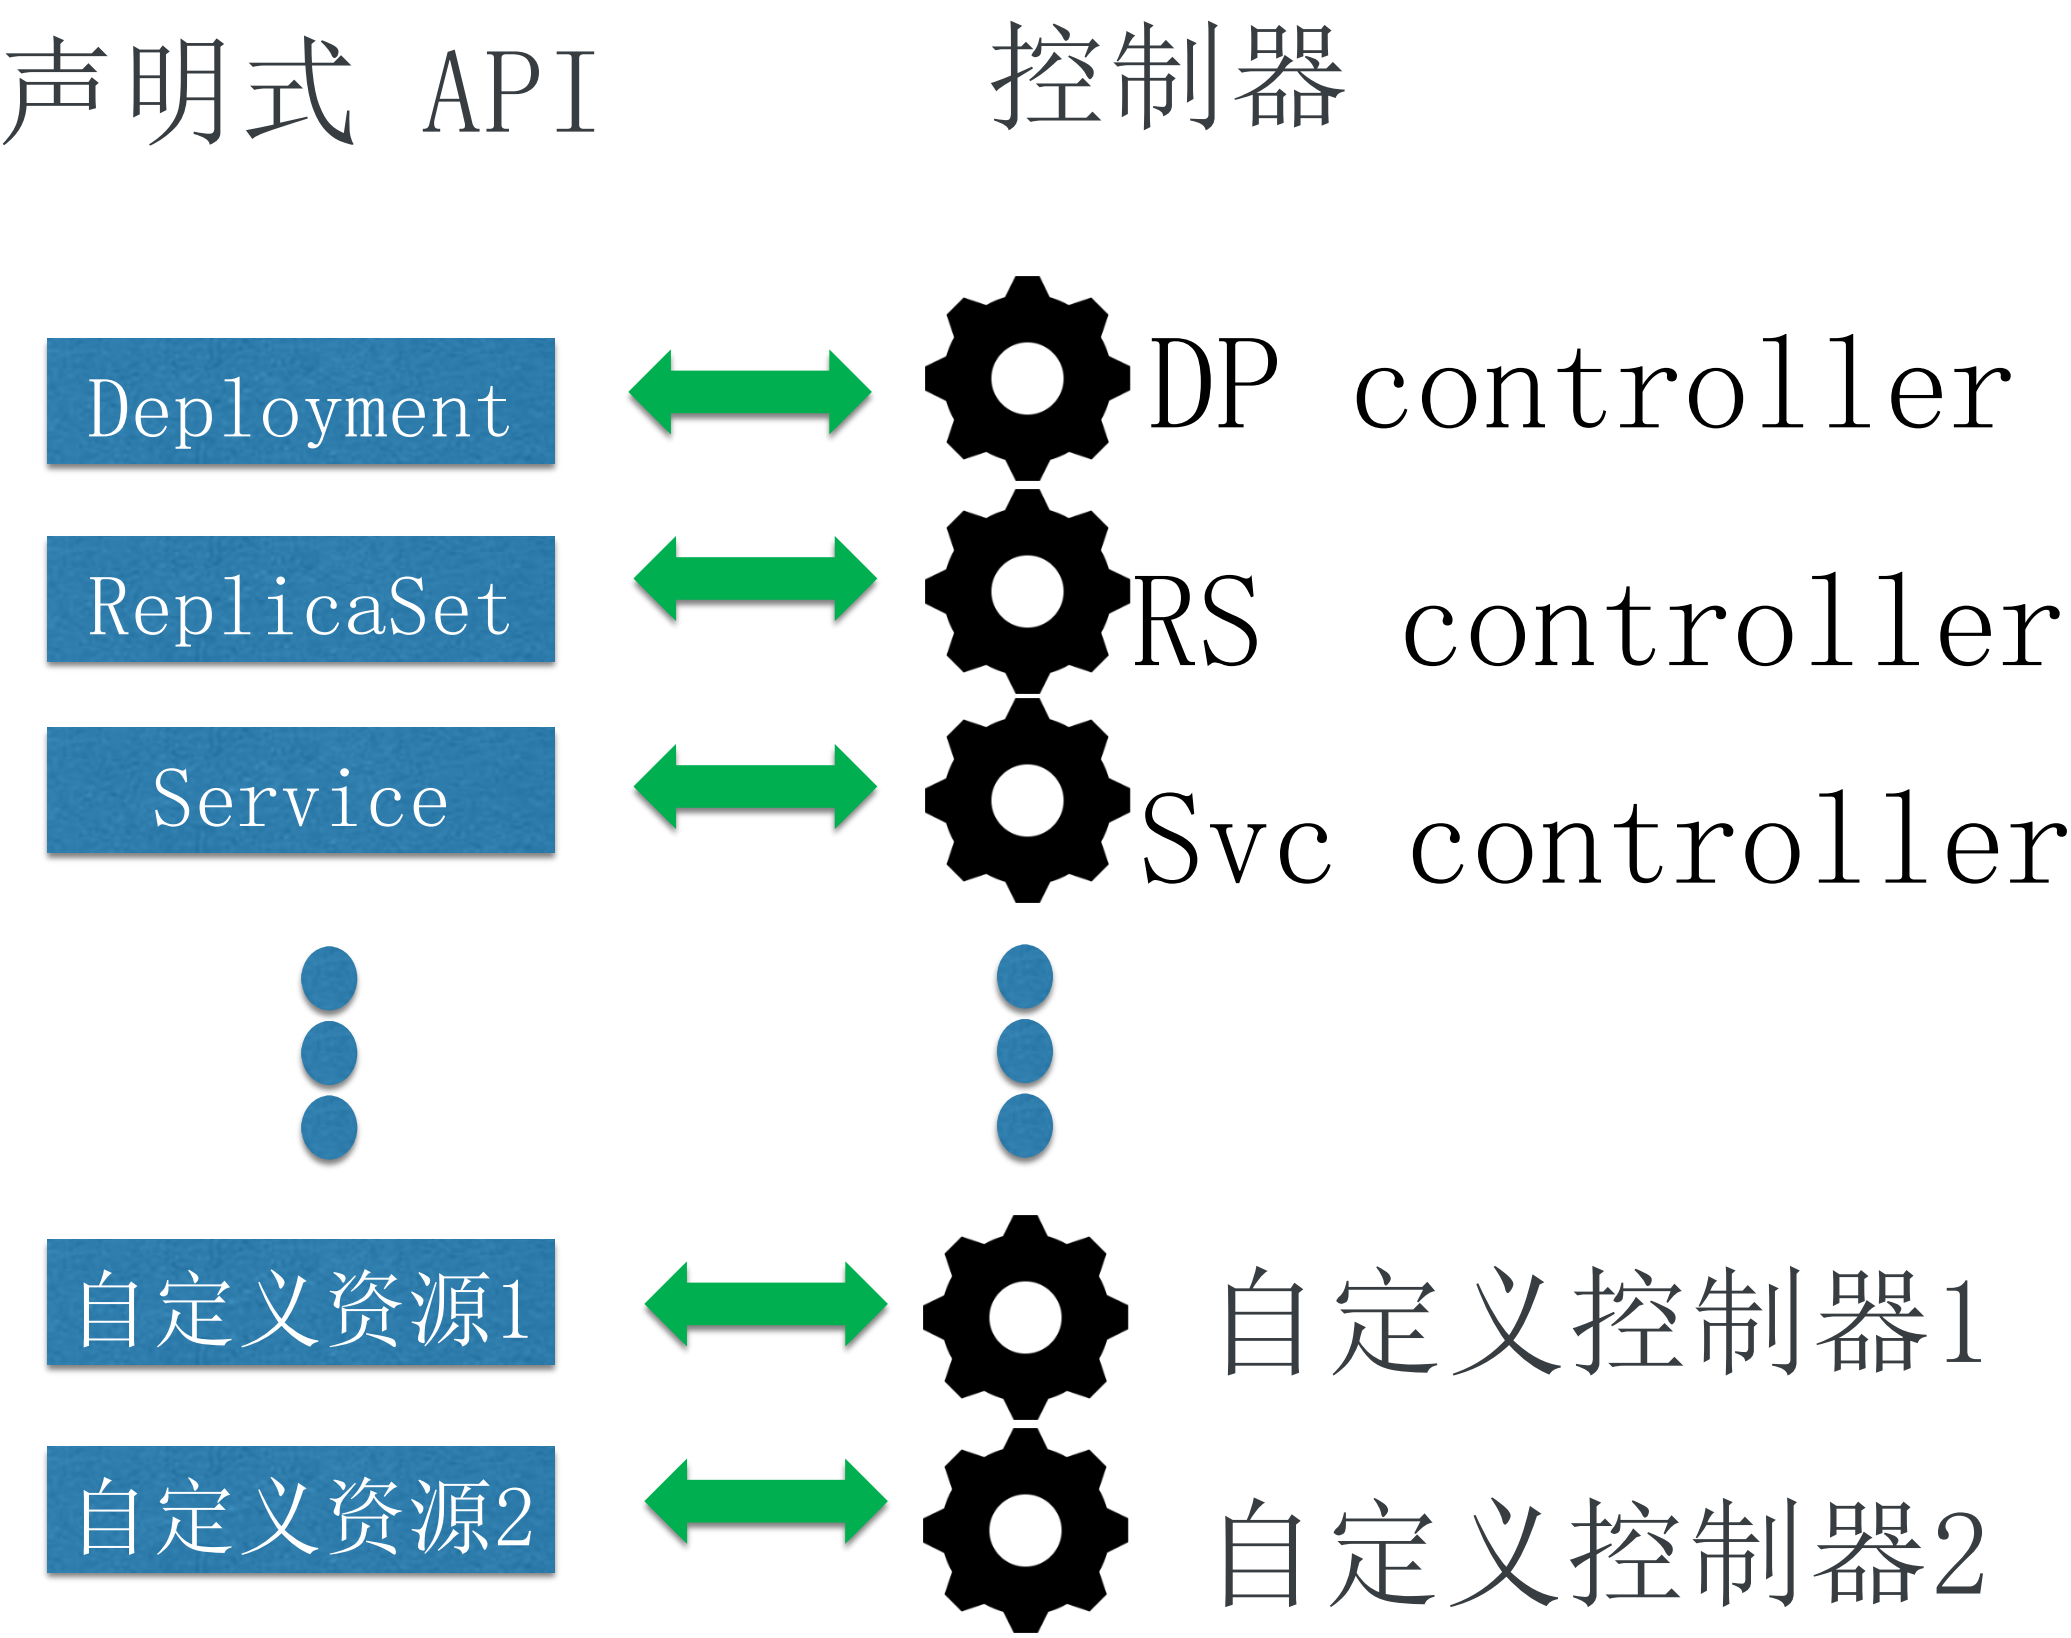 声明式 API
控制器
Deployment
DP controller
ReplicaSet
RS controller
Service
Svc controller
自定义资源1
自定义控制器1
自定义资源2
自定义控制器2